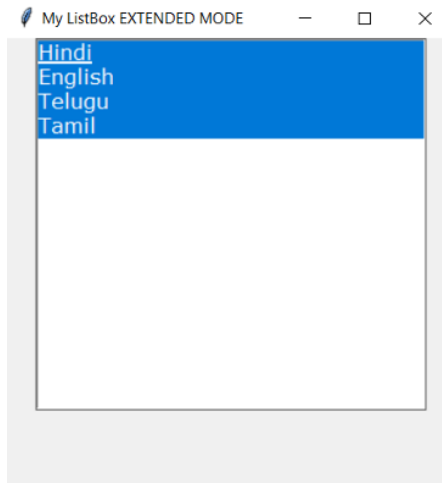 My ListBox EXTENDED MODE
Hindi
English
Telugu
Tamil